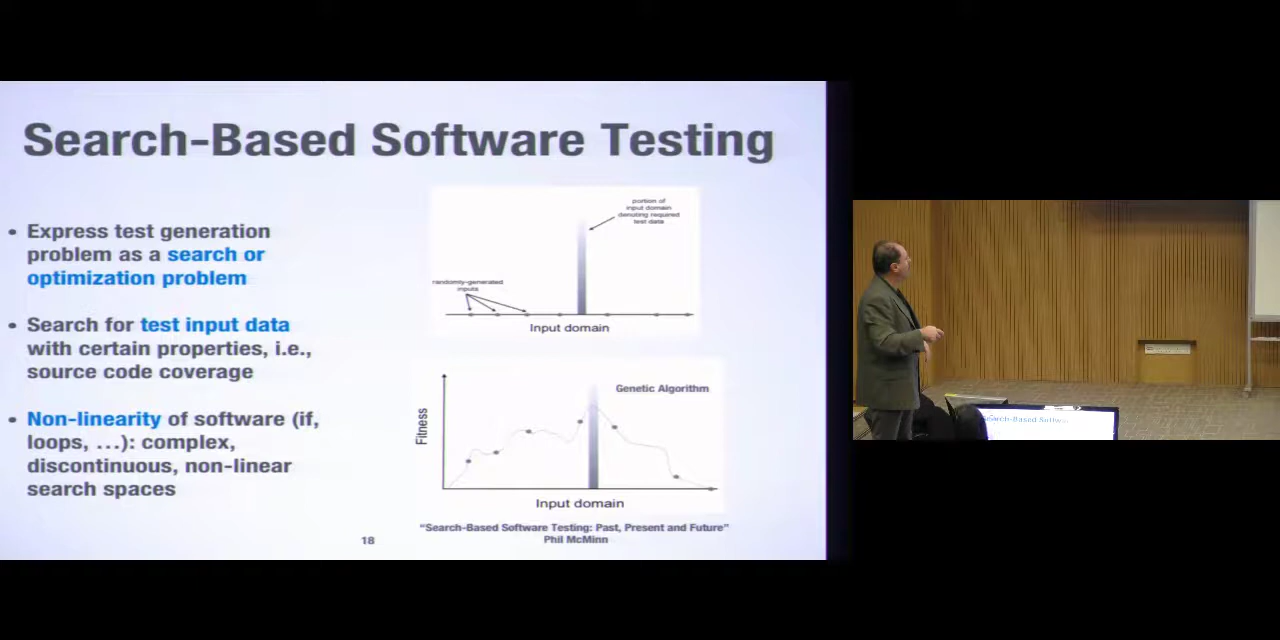 Search-Based Software Testing
• Express test generation
problem as a search or
optimization problem
• Search for test input data
with certain properties, i.e.,
source code coverage
• Non-linearity of software (if,
loops, ...): complex,
discontinuous, non-linear
search spaces
portion of
input domain
denoting required
test data
randomly-generated
inputs
Input domain
Genetic Algorithm
Fitness
Input domain
"Search-Based Software Testing: Past, Present and Future"
Phil McMinn
18
Search-Based Softw...